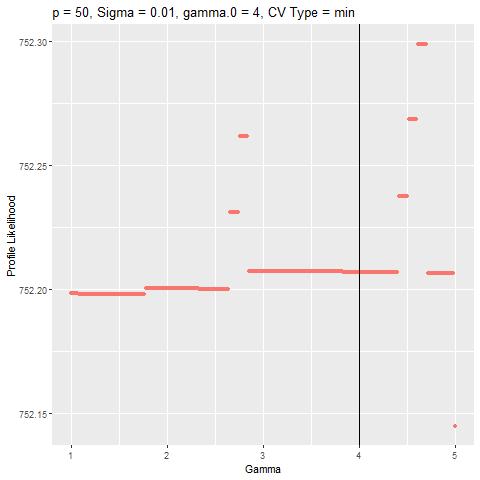 p = 50, Sigma = 0.01, gamma.0 = 4, CV Type = min
752.30
752.25
752.20
752.15
Profile Likelihood
1 2 3 4 5
Gamma